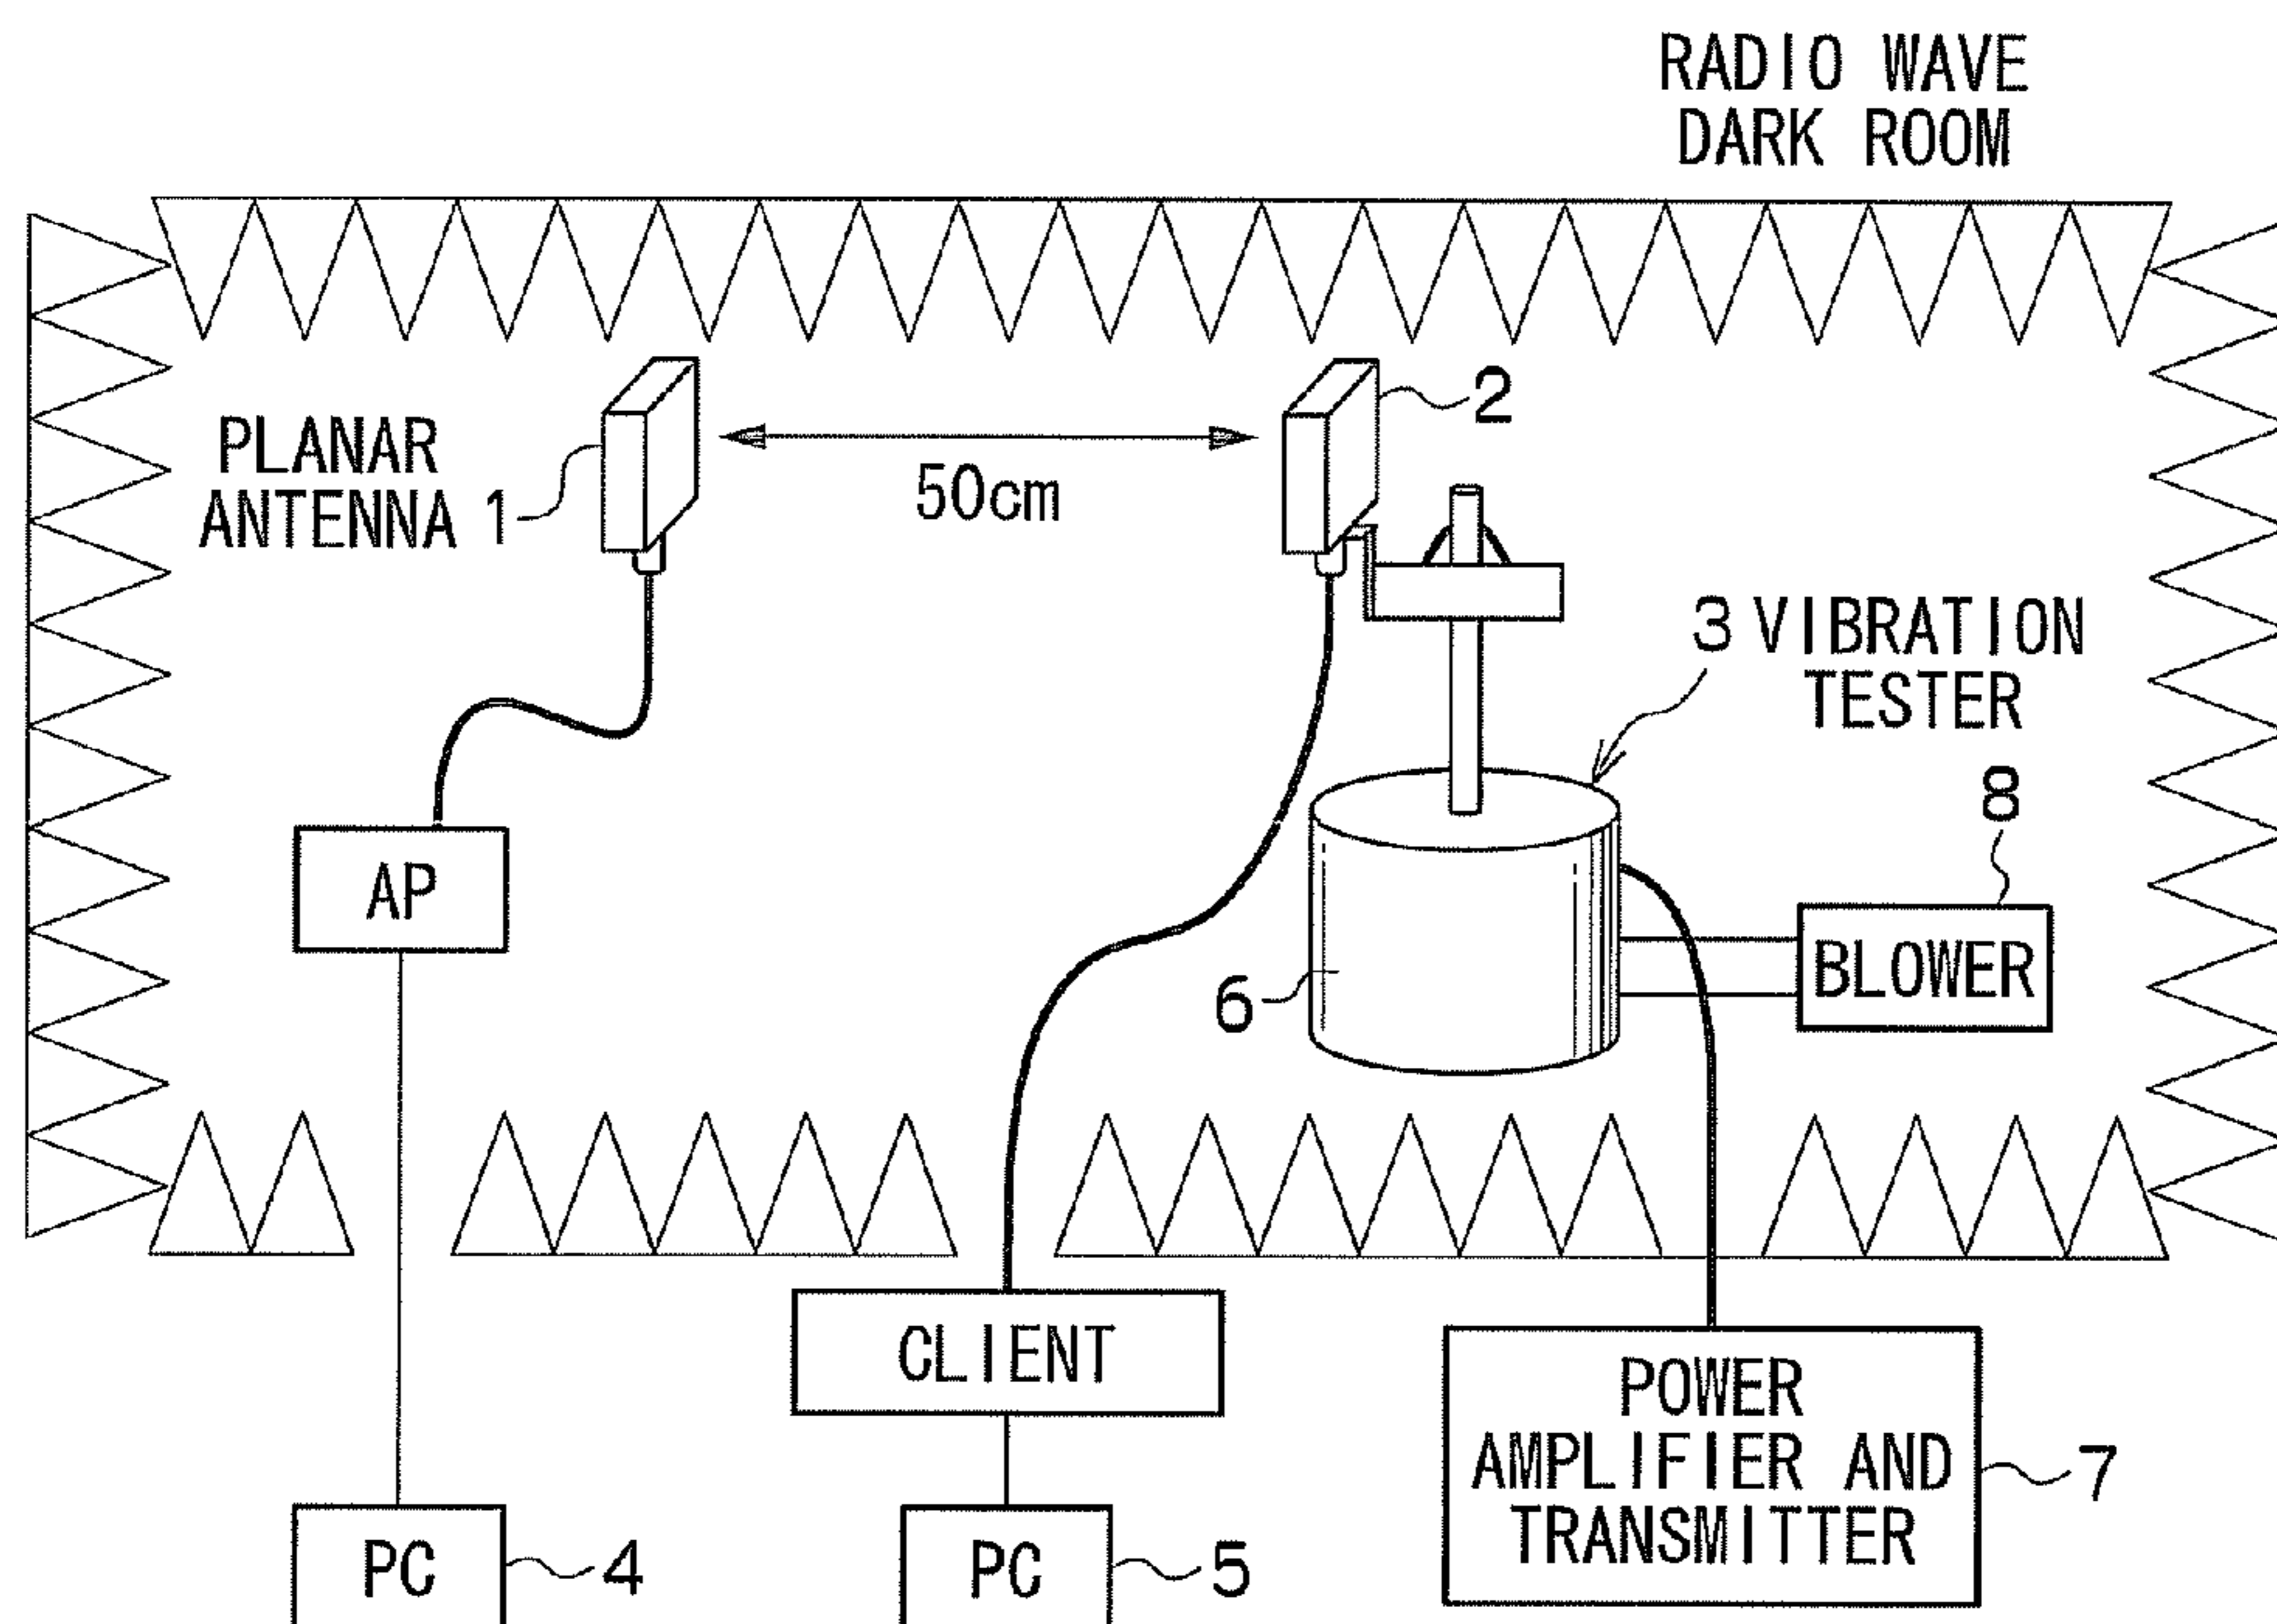 RADIO WAVE
DARK ROOM
2
PLANAR
ANTENNA 1
50cm
3 VIBRATION
TESTER
8
AP
BLOWER
6
CLIENT
POWER
AMPLIFIER AND
TRANSMITTER
7
PC
4
PC
5